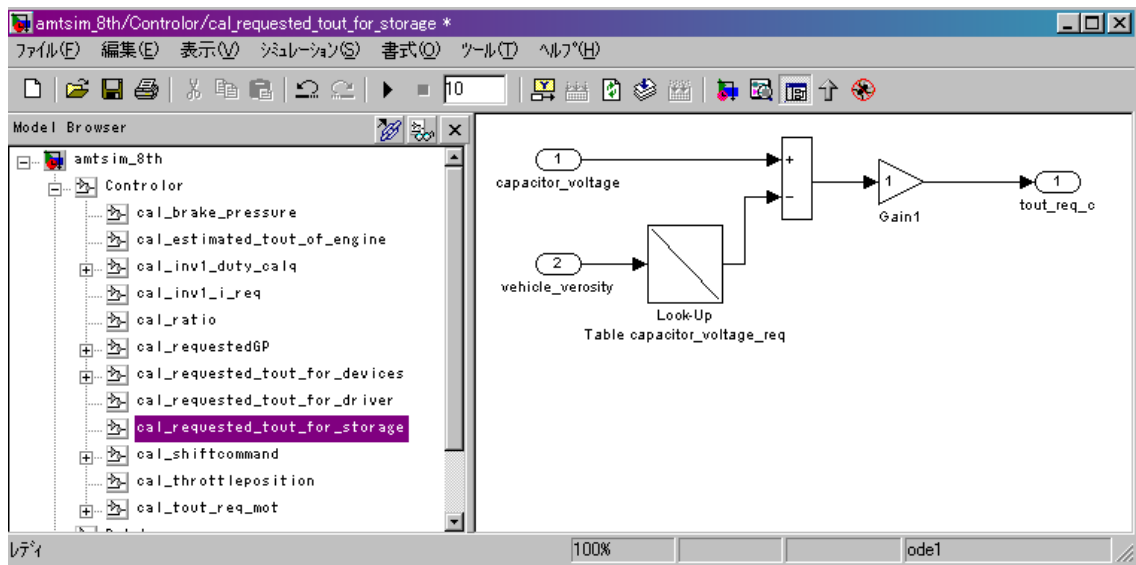 amtsim_8th/Controlor/cal_requested_tout_for_storage *
ファイル(F) 編集(E) 表示(V) シミュレーション(S) 書式(O) ツール(T) ヘルプ(H)
10
Model Browser
amtsim_8th
Controlor
cal_brake_pressure
cal_estimated_tout_of_engine
cal_inv1_duty_calq
cal_inv1_i_req
cal_ratio
cal_requestedGP
cal_requested_tout_for_devices
cal_requested_tout_for_driver
cal_requested_tout_for_storage
cal_shiftcommand
cal_throttleposition
cal_tout_req_mot
1
capacitor_voltage
2
vehicle_verosity
Look-Up
Table capacitor_voltage_req
+
-
1
Gain1
1
tout_req_c
レディ
100%
ode1